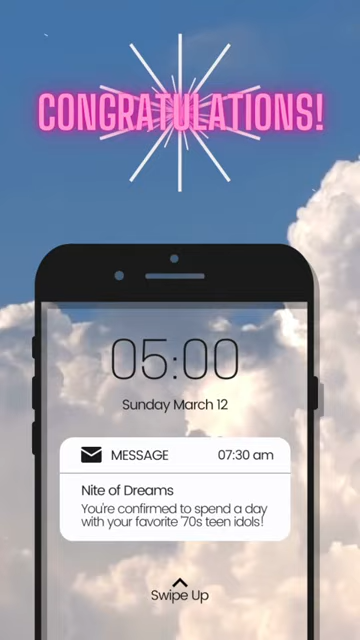 CONGRATULATIONS!
05:00
Sunday March 12
MESSAGE 07:30 am
Nite of Dreams
You're confirmed to spend a day
with your favorite '70s teen idols!
Swipe Up